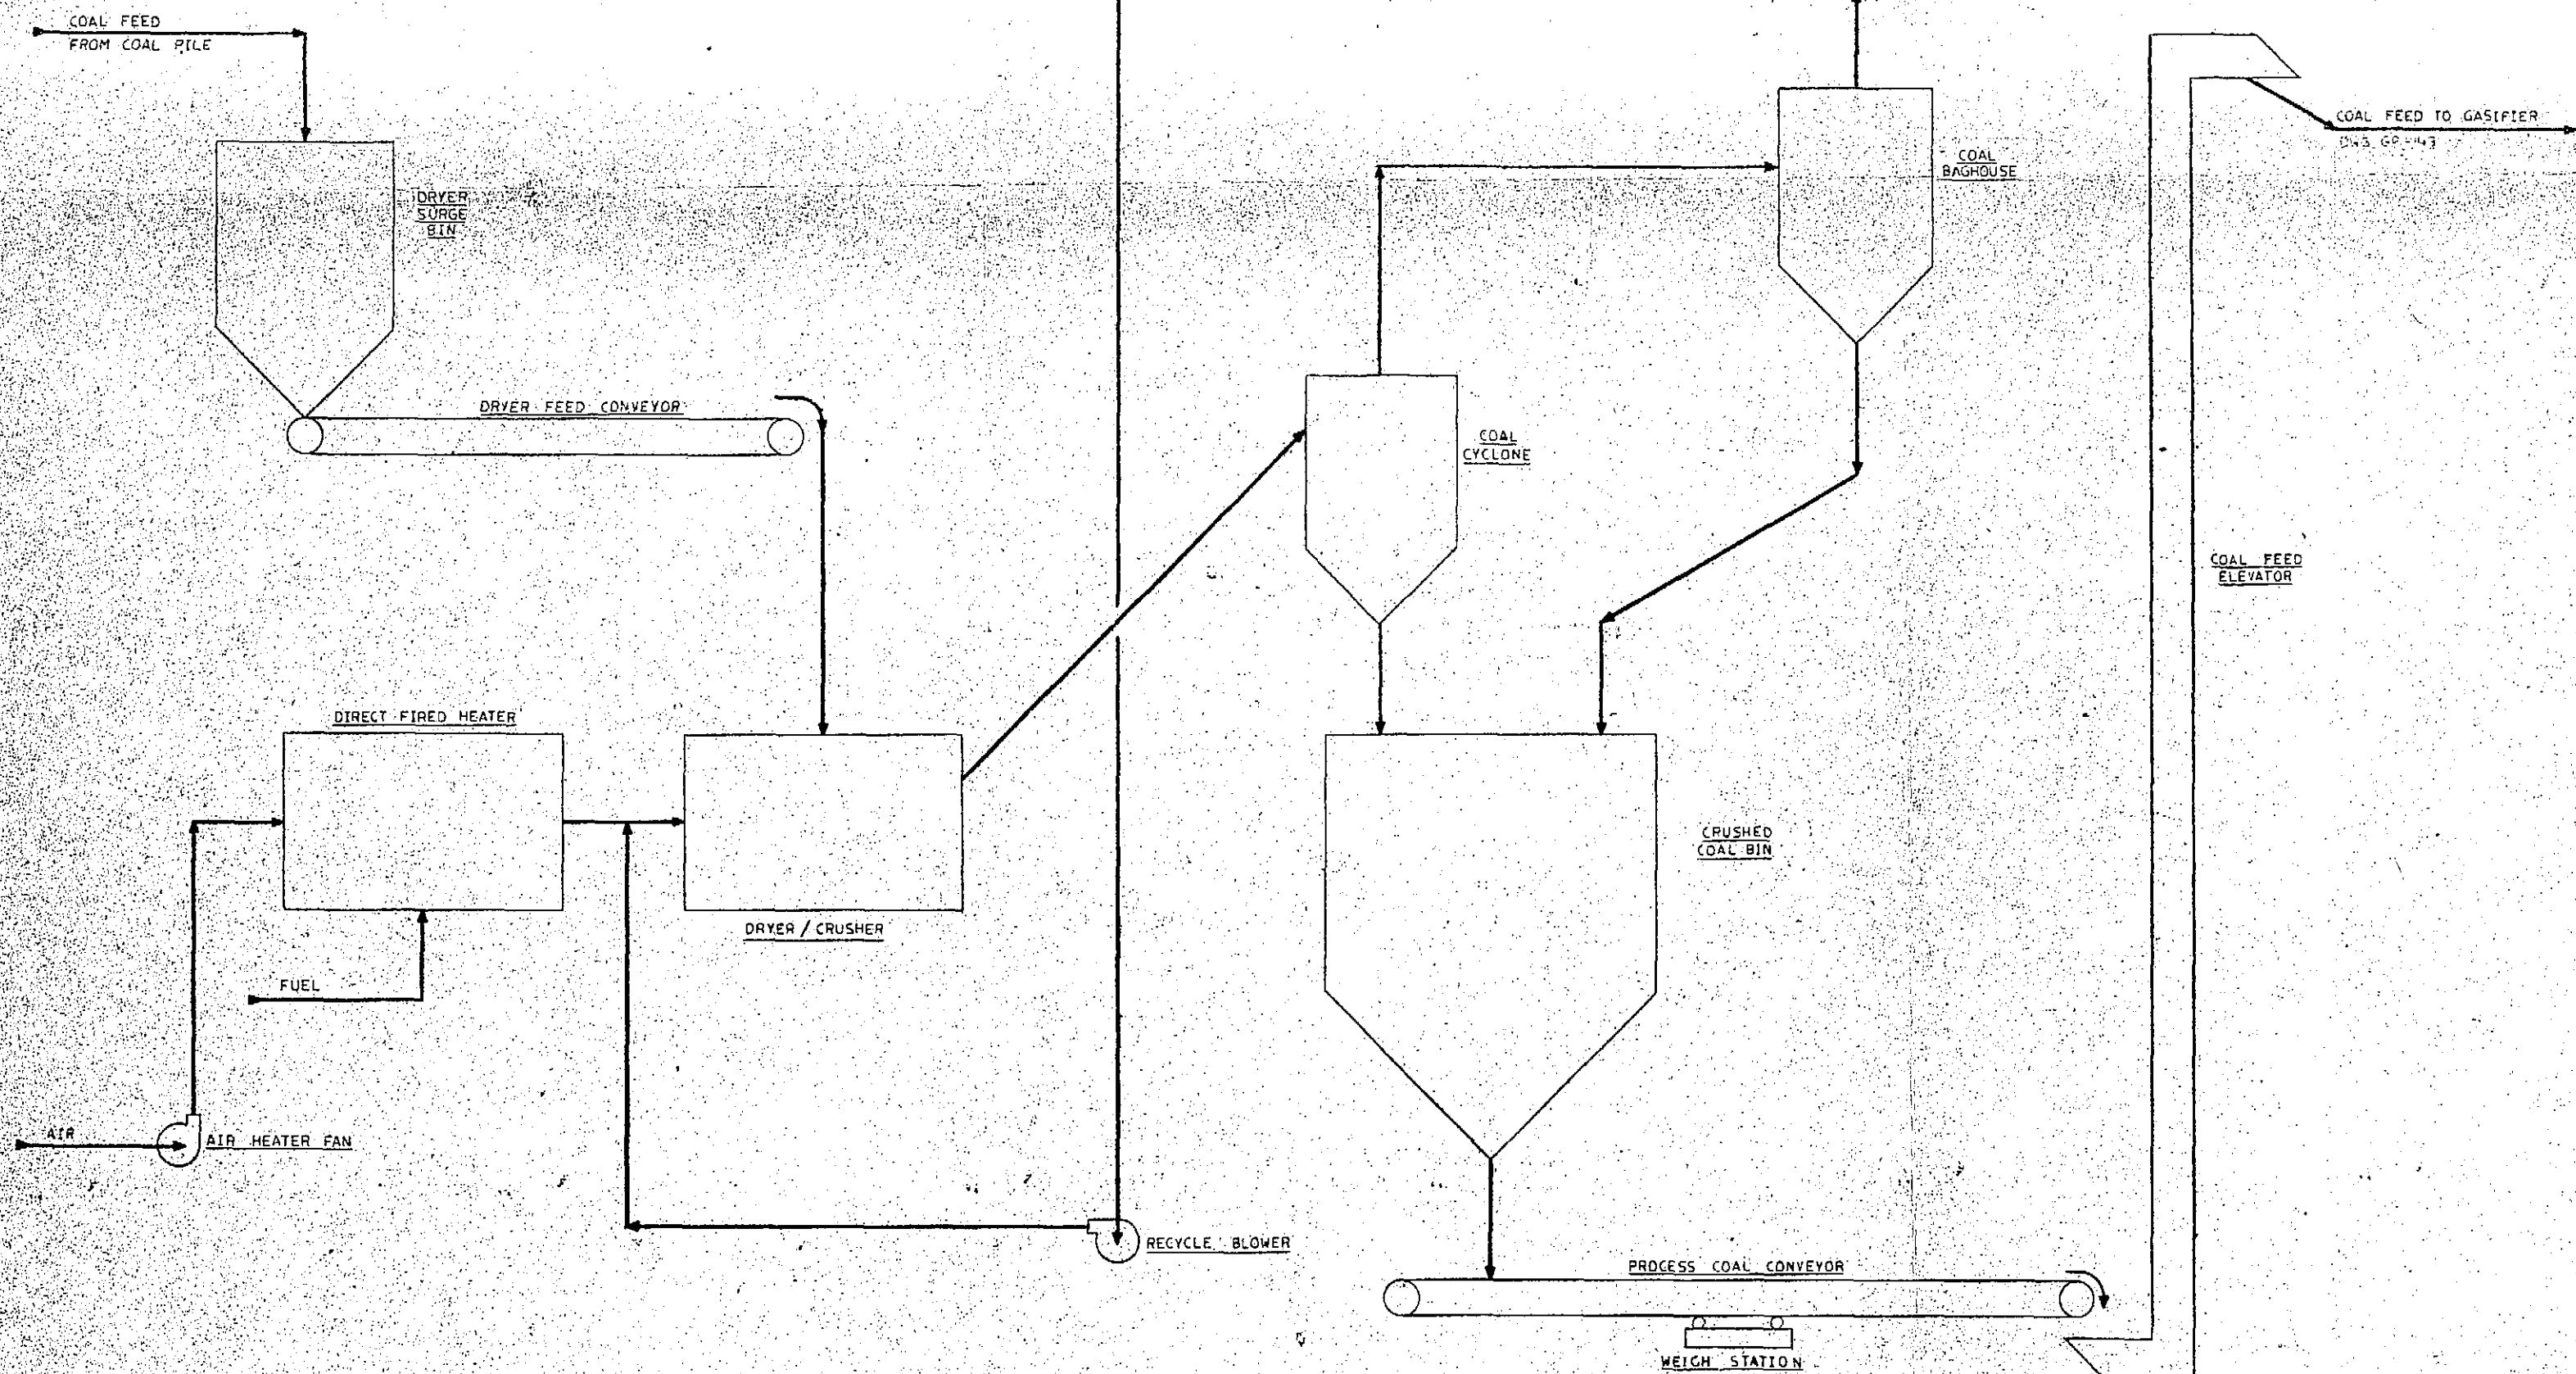 COAL FEED
FROM COAL PILE
COAL FEED TO GASIFIER
COAL
BAGHOUSE
DRYER
SURGE
BIN
DRYER FEED CONVEYOR
COAL
CYCLONE
COAL FEED
ELEVATOR
DIRECT FIRED HEATER
CRUSHED
COAL BIN
DRYER / CRUSHER
FUEL
AIR
AIR HEATER FAN
RECYCLE BLOWER
PROCESS COAL CONVEYOR
WEIGH STATION